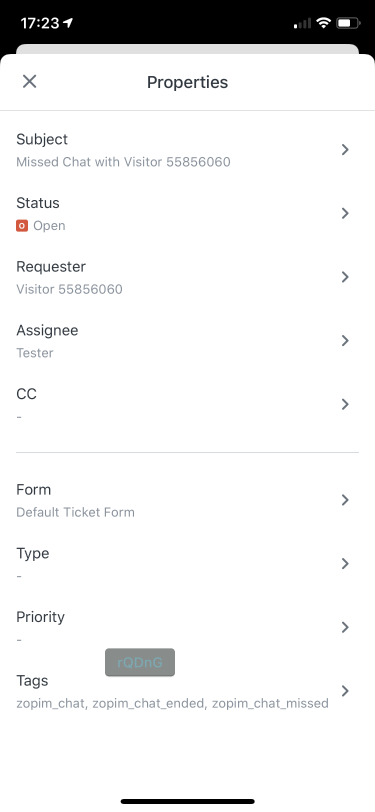 17:23
Properties
Subject
Missed Chat with Visitor 55856060
Status
O Open
Requester
Visitor 55856060
Assignee
Tester
CC
-
Form
Default Ticket Form
Type
-
Priority
-
rQDnG
Tags
zopim_chat, zopim_chat_ended, zopim_chat_missed